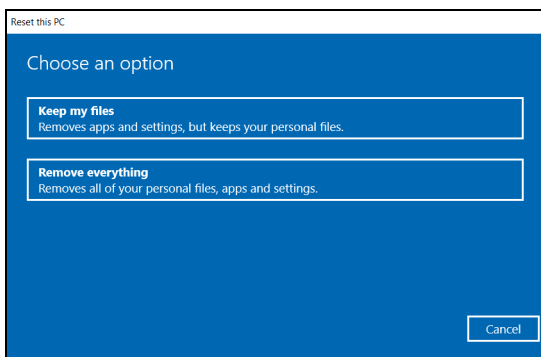 Reset this PC
Choose an option
Keep my files
Removes apps and settings, but keeps your personal files.
Remove everything
Removes all of your personal files, apps and settings.
Cancel